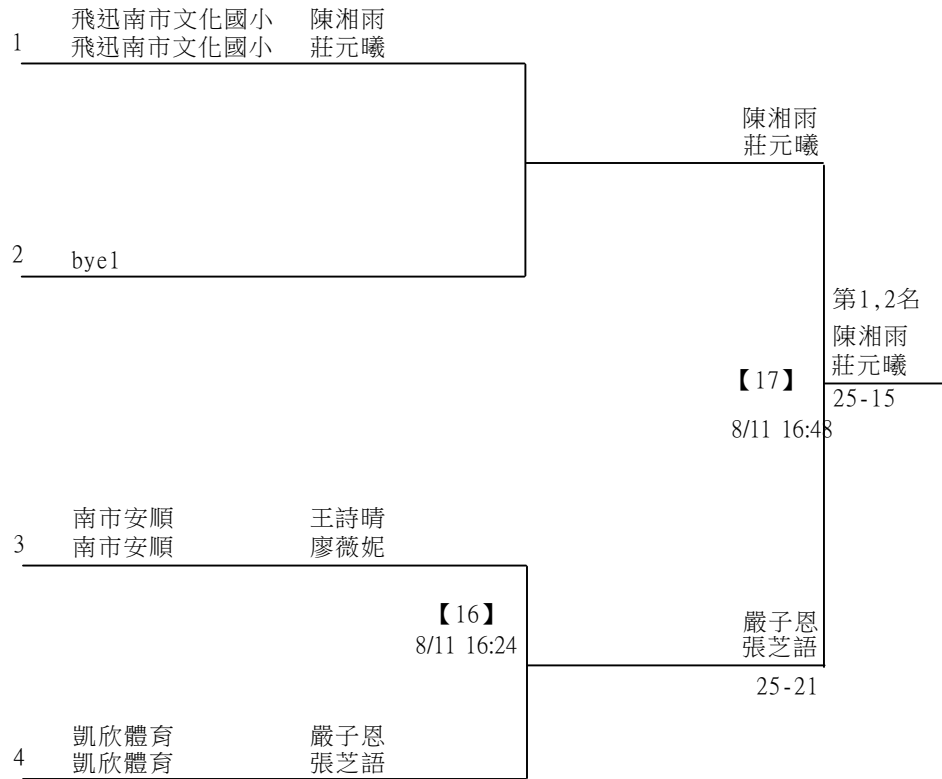 飛迅南市文化國小 陳湘雨
1 飛迅南市文化國小 莊元曦
陳湘雨
莊元曦
2 bye1
第1,2名
陳湘雨
莊元曦
【17】
25-15
8/11 16:48
南市安順 王詩晴
3 南市安順 廖薇妮
【16】
8/11 16:24
嚴子恩
張芝語
25-21
凱欣體育 嚴子恩
4 凱欣體育 張芝語